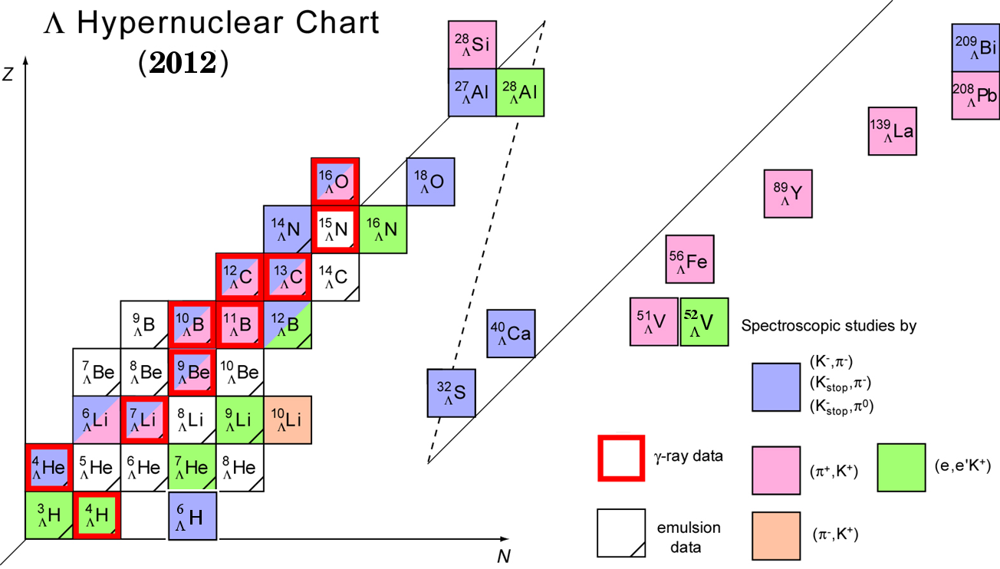 Λ Hypernuclear Chart
(2012)
Z
28ΛSi
27ΛAl 28ΛAl
209ΛBi
208ΛPb
139ΛLa
16ΛO 18ΛO
89ΛY
14ΛN 15ΛN 16ΛN
12ΛC 13ΛC 14ΛC
56ΛFe
9ΛB 10ΛB 11ΛB 12ΛB
40ΛCa
51ΛV 52ΛV
7ΛBe 8ΛBe 9ΛBe 10ΛBe
32ΛS
6ΛLi 7ΛLi 8ΛLi 9ΛLi 10ΛLi
4ΛHe 5ΛHe 6ΛHe 7ΛHe 8ΛHe
3ΛH 4ΛH 6ΛH
N
Spectroscopic studies by
(K⁻,π⁻)
(K⁻stop,π⁻)
(K⁻stop,π⁰)
γ-ray data
(π⁺,K⁺)
(e,e'K⁺)
emulsion
data
(π⁻,K⁺)